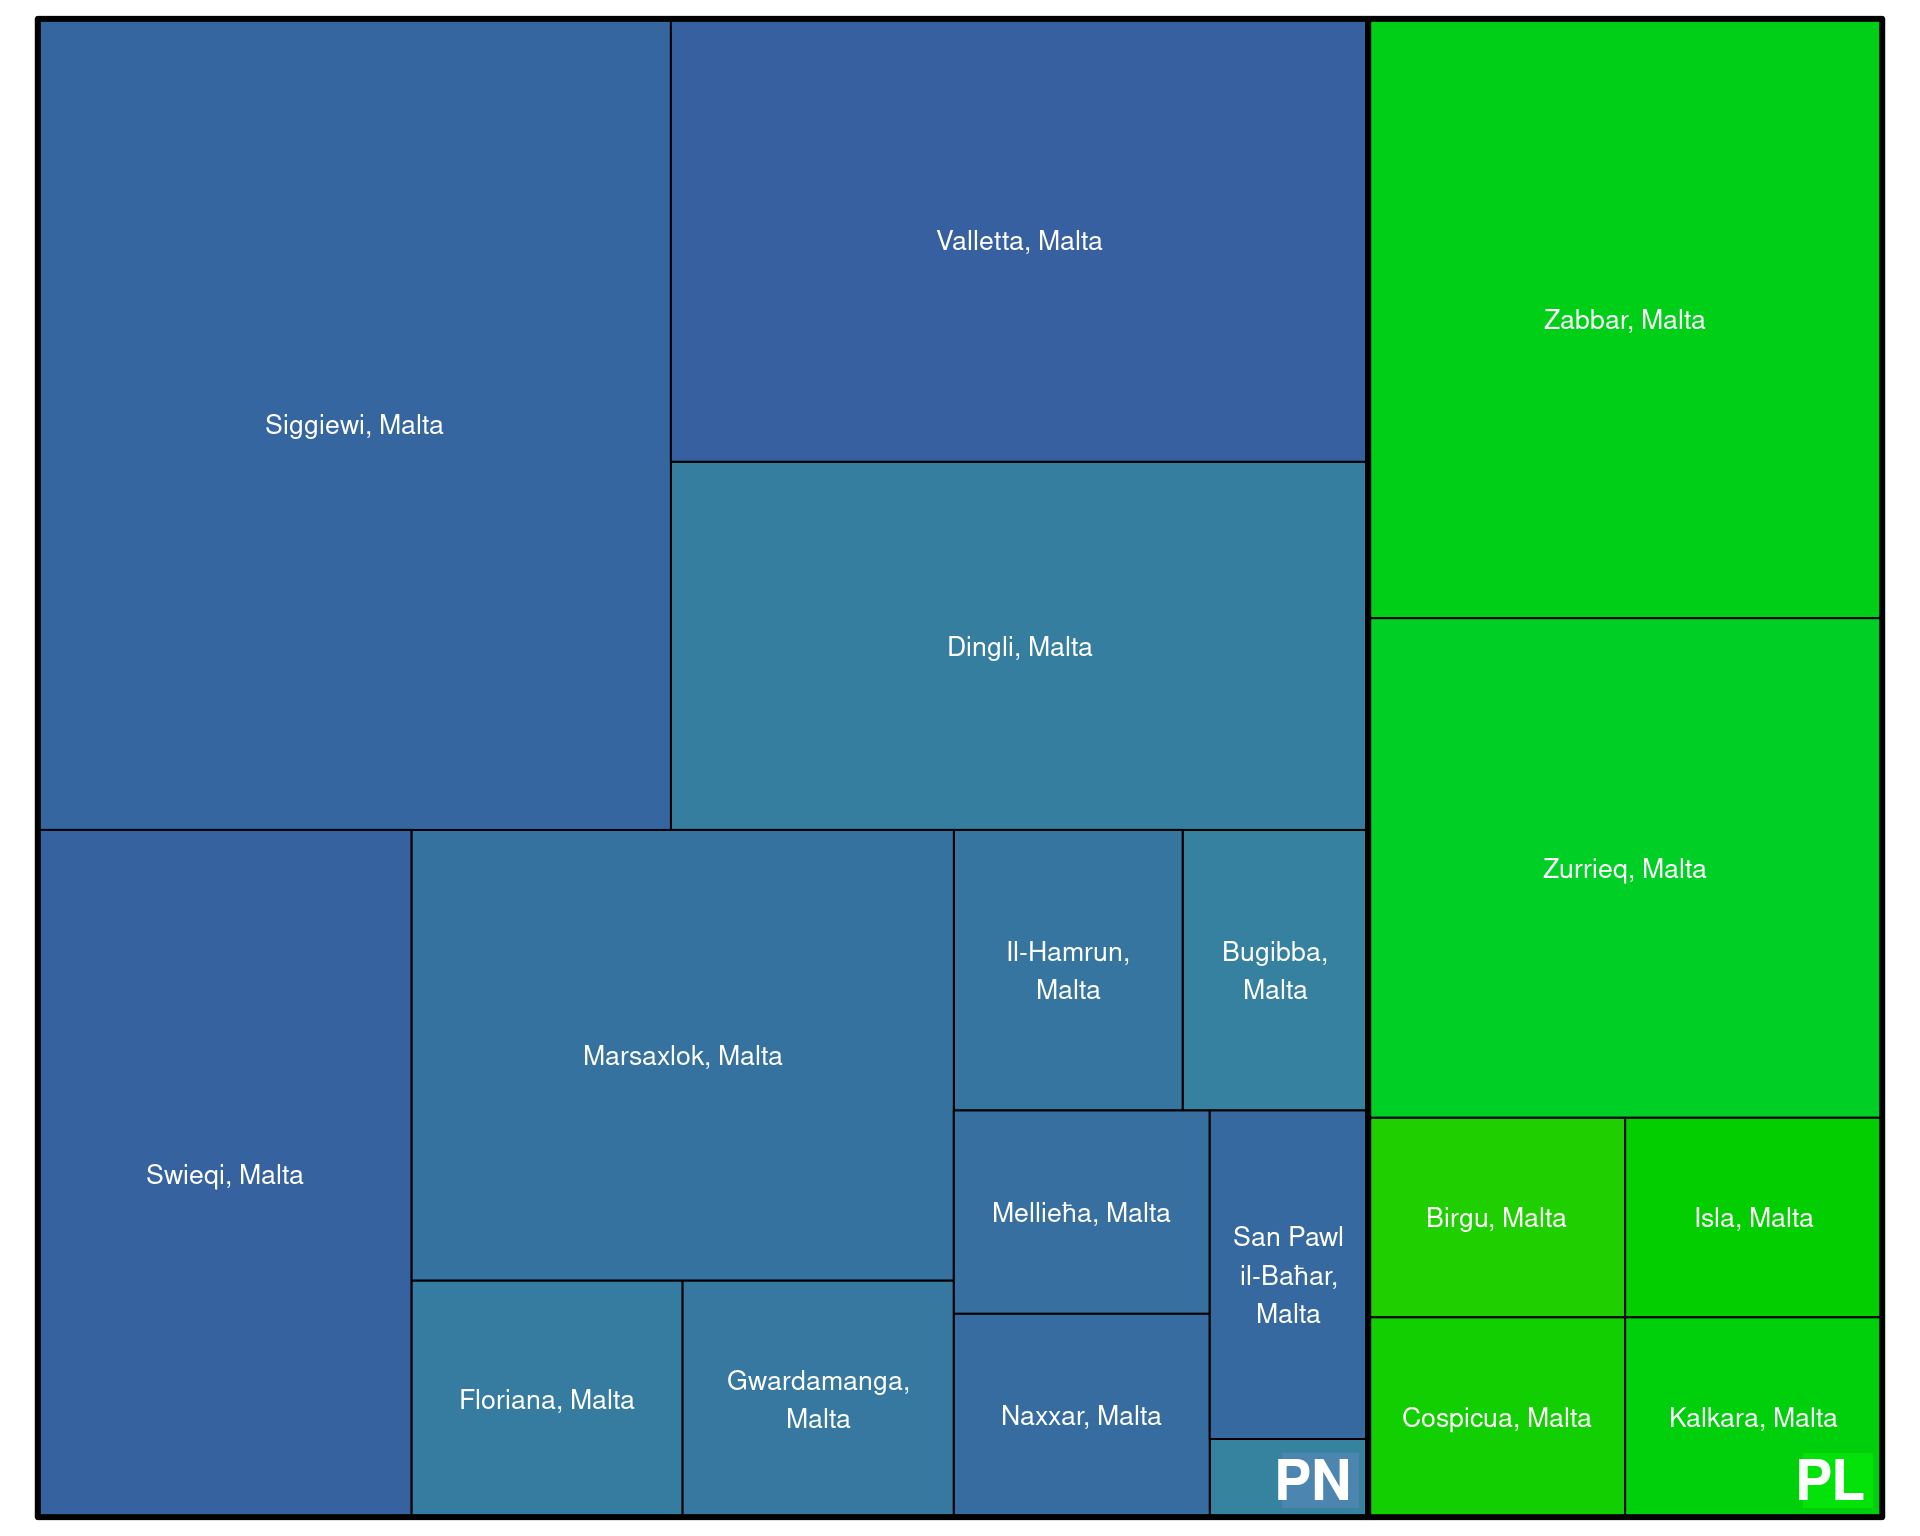 Siggiewi, Malta
Valletta, Malta
Dingli, Malta
Swieqi, Malta
Marsaxlok, Malta
Floriana, Malta
Gwardamanga,
Malta
Il-Hamrun,
Malta
Bugibba,
Malta
Mellieħa, Malta
San Pawl
il-Baħar,
Malta
Naxxar, Malta
PN
Zabbar, Malta
Zurrieq, Malta
Birgu, Malta
Isla, Malta
Cospicua, Malta
Kalkara, Malta
PL